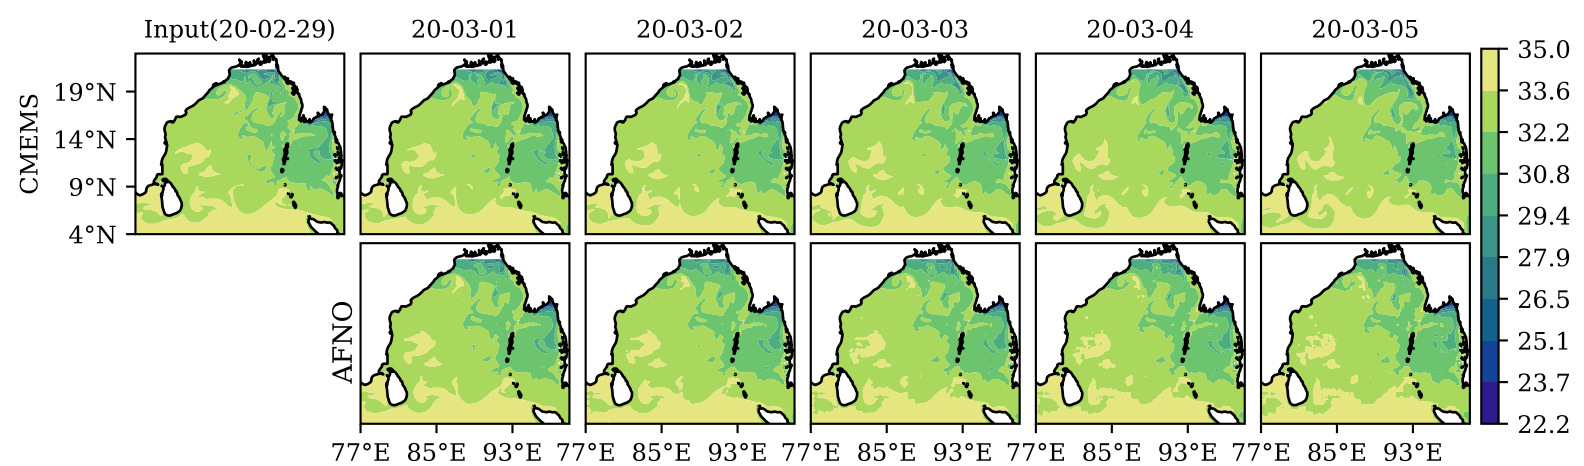 Input(20-02-29) 20-03-01 20-03-02 20-03-03 20-03-04 20-03-05
CMEMS
19°N
14°N
9°N
4°N
AFNO
77°E 85°E 93°E 77°E 85°E 93°E 77°E 85°E 93°E 77°E 85°E 93°E 77°E 85°E 93°E
35.0
33.6
32.2
30.8
29.4
27.9
26.5
25.1
23.7
22.2